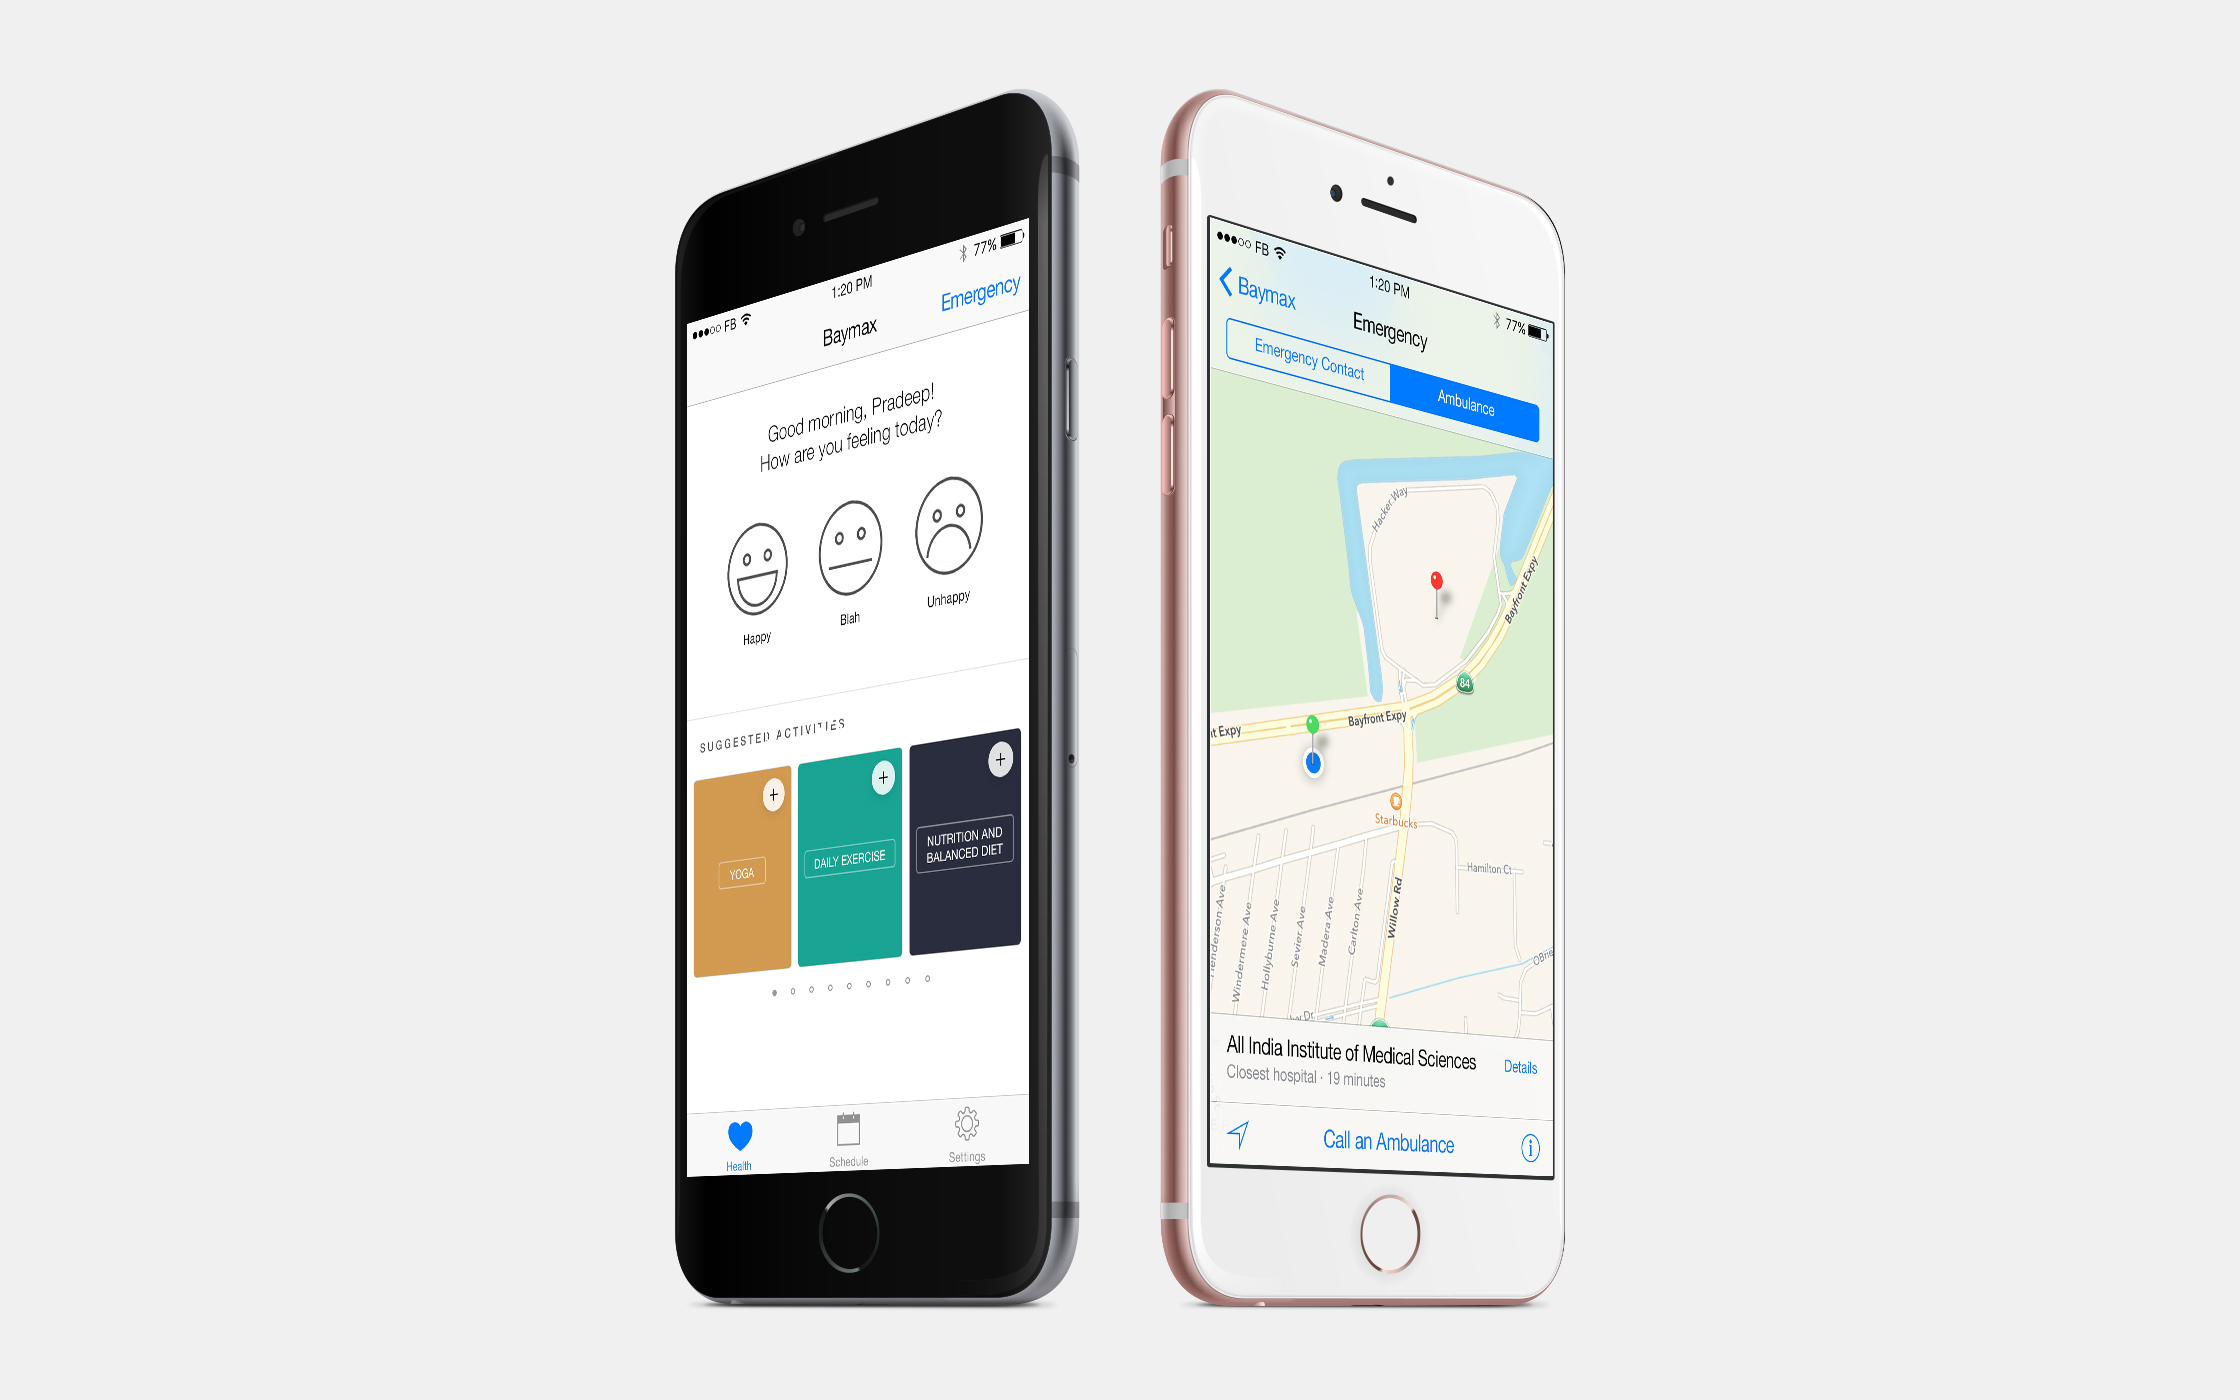 FB
1:20 PM
77%
Baymax
Emergency
Good morning, Pradeep!
How are you feeling today?
Happy
Blah
Unhappy
SUGGESTED ACTIVITIES
YOGA
DAILY EXERCISE
NUTRITION AND
BALANCED DIET
Health
Schedule
Settings
FB
1:20 PM
77%
Baymax
Emergency
Emergency Contact
Ambulance
Hacker Way
Bayfront Expy
84
Bayfront Expy
nt Expy
Starbucks
Hamilton Ct
Willow Rd
Carlton Ave
Madera Ave
Sevier Ave
Hollyburne Ave
Windermere Ave
Henderson Ave
OBrie
Dr
All India Institute of Medical Sciences
Closest hospital · 19 minutes
Details
Call an Ambulance